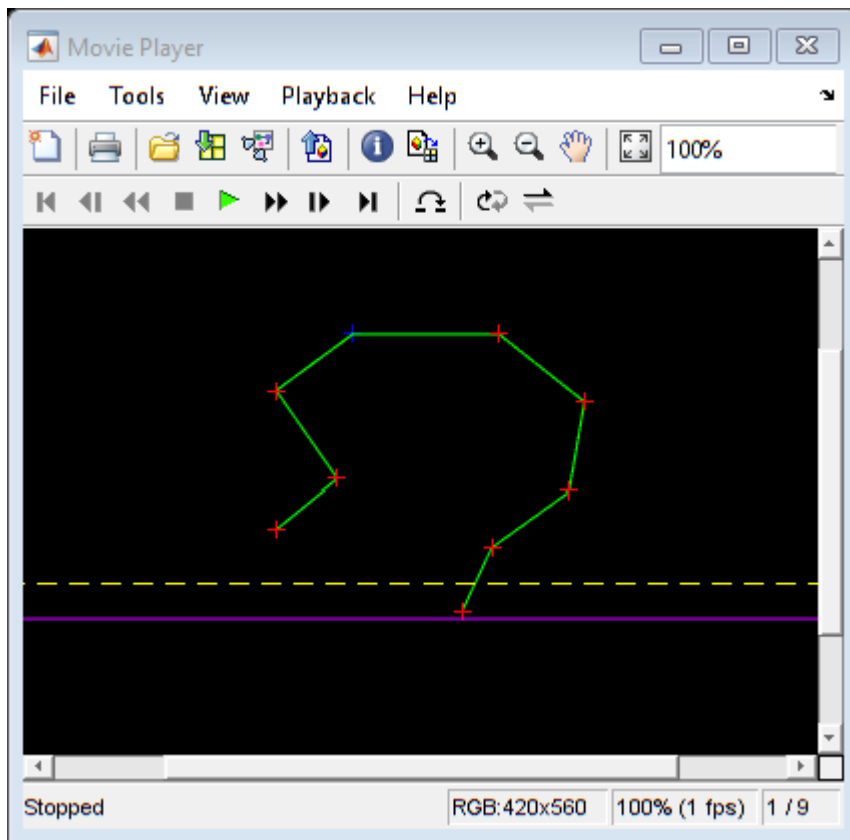 Movie Player
File Tools View Playback Help
100%
Stopped RGB:420x560 100% (1 fps) 1 / 9